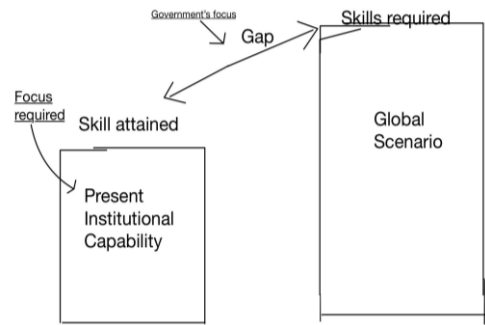 Government's focus
Gap
Skills required
Focus
required
Skill attained
Global
Scenario
Present
Institutional
Capability